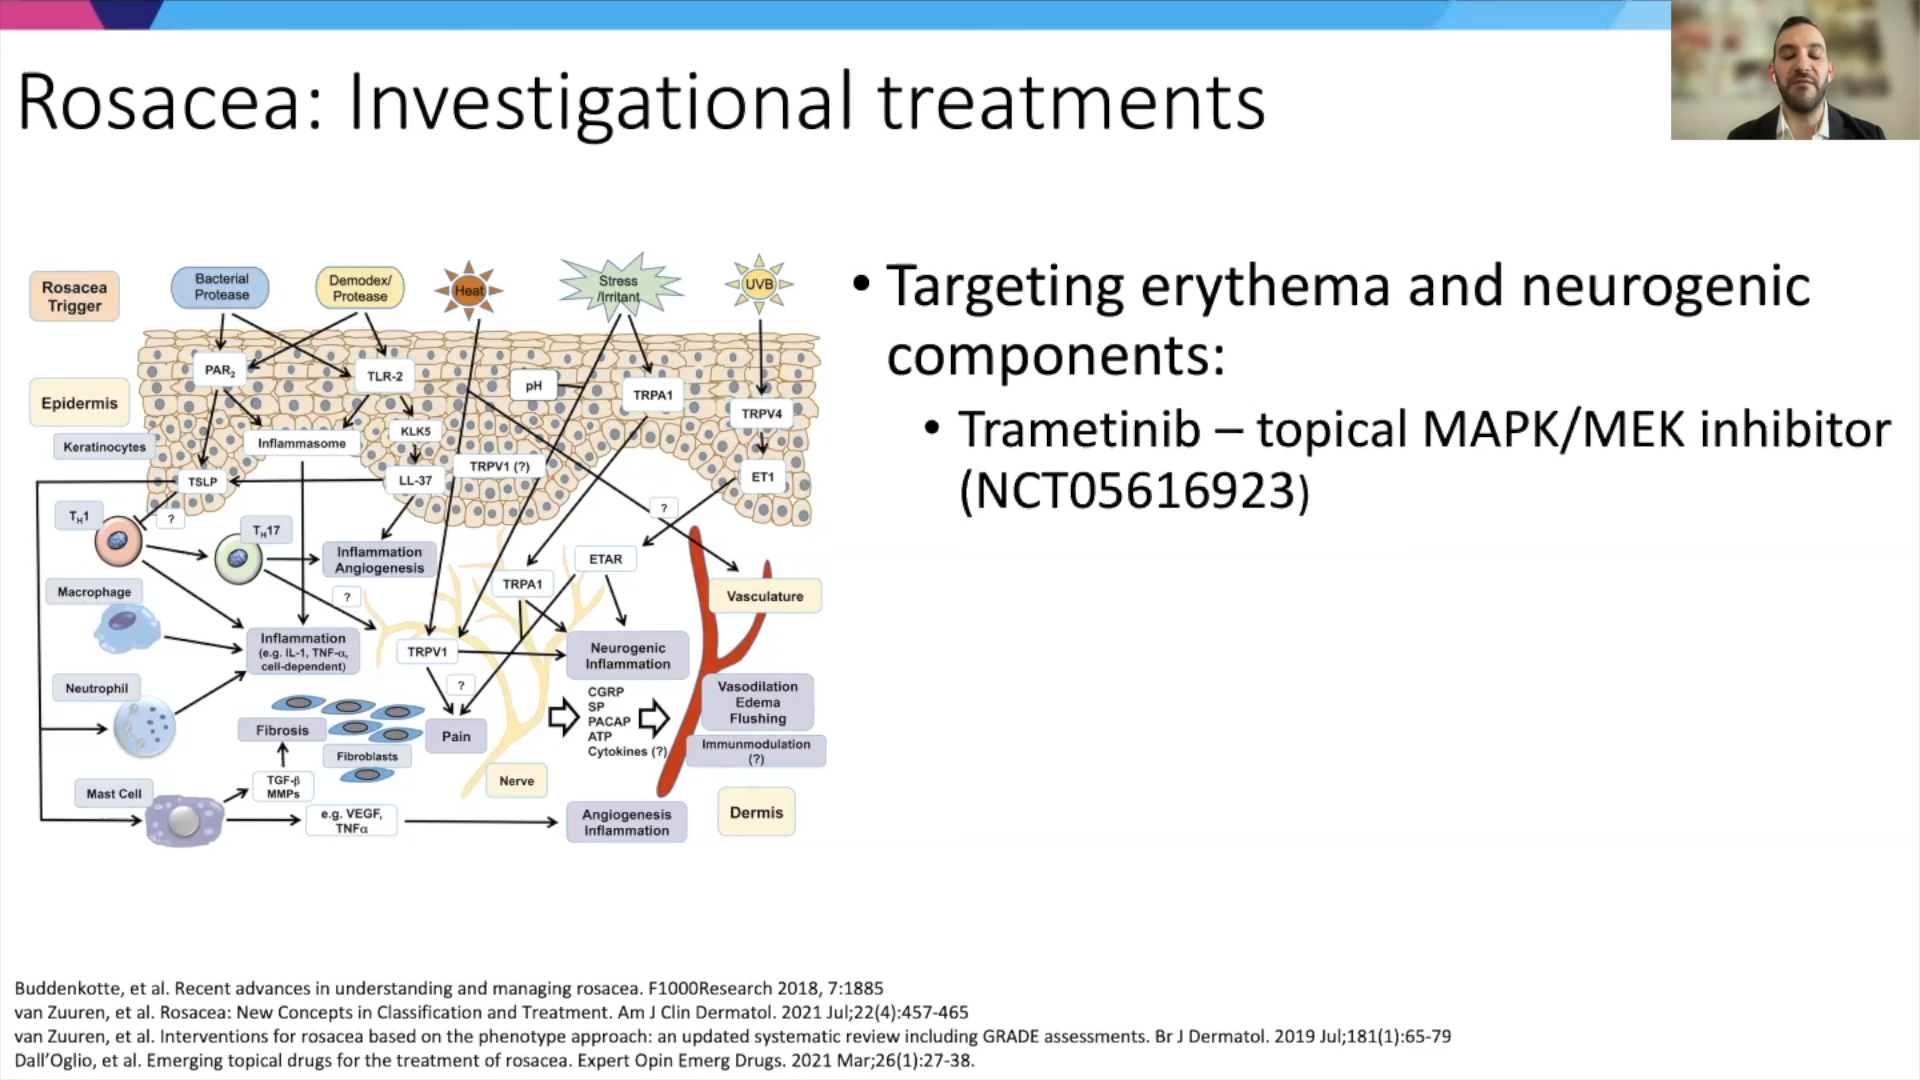 Rosacea: Investigational treatments
Rosacea
Trigger
Bacterial
Protease
Demodex/
Protease
Heat
Stress
/Irritant
UVB
PAR₂
TLR-2
pH
TRPA1
TRPV4
Epidermis
Keratinocytes
Inflammasome
KLK5
TRPV1 (?)
TSLP
LL-37
ET1
TH1
?
TH17
?
Inflammation
Angiogenesis
ETAR
TRPA1
Vasculature
Macrophage
?
Inflammation
(e.g. IL-1, TNF-α,
cell-dependent)
TRPV1
Neurogenic
Inflammation
Neutrophil
?
CGRP
SP
PACAP
ATP
Cytokines (?)
Vasodilation
Edema
Flushing
Immunmodulation
(?)
Fibrosis
Fibroblasts
Pain
Nerve
Mast Cell
TGF-β
MMPs
e.g. VEGF,
TNFα
Angiogenesis
Inflammation
Dermis
• Targeting erythema and neurogenic
components:
• Trametinib – topical MAPK/MEK inhibitor
(NCT05616923)
Buddenkotte, et al. Recent advances in understanding and managing rosacea. F1000Research 2018, 7:1885
van Zuuren, et al. Rosacea: New Concepts in Classification and Treatment. Am J Clin Dermatol. 2021 Jul;22(4):457-465
van Zuuren, et al. Interventions for rosacea based on the phenotype approach: an updated systematic review including GRADE assessments. Br J Dermatol. 2019 Jul;181(1):65-79
Dall’Oglio, et al. Emerging topical drugs for the treatment of rosacea. Expert Opin Emerg Drugs. 2021 Mar;26(1):27-38.